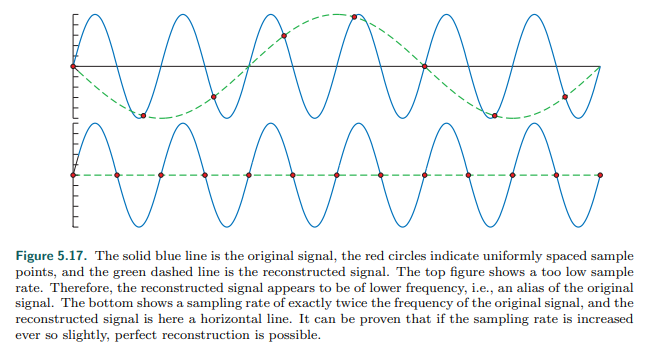 Figure 5.17. The solid blue line is the original signal, the red circles indicate uniformly spaced sample
points, and the green dashed line is the reconstructed signal. The top figure shows a too low sample
rate. Therefore, the reconstructed signal appears to be of lower frequency, i.e., an alias of the original
signal. The bottom shows a sampling rate of exactly twice the frequency of the original signal, and the
reconstructed signal is here a horizontal line. It can be proven that if the sampling rate is increased
ever so slightly, perfect reconstruction is possible.